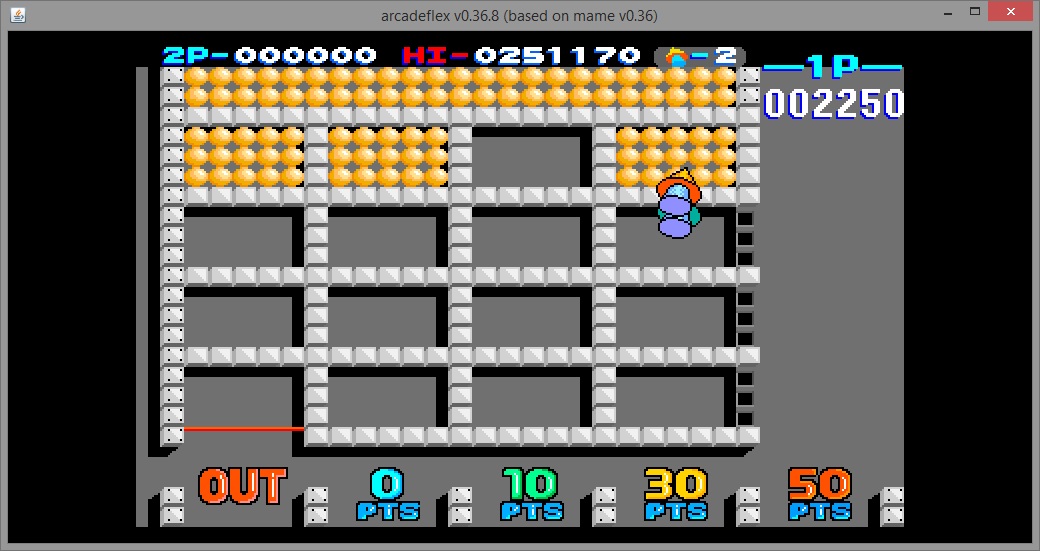 arcadeflex v0.36.8 (based on mame v0.36)
2P-000000 HI-0251170 -2
1P
002250
OUT 0 PTS 10 PTS 30 PTS 50 PTS